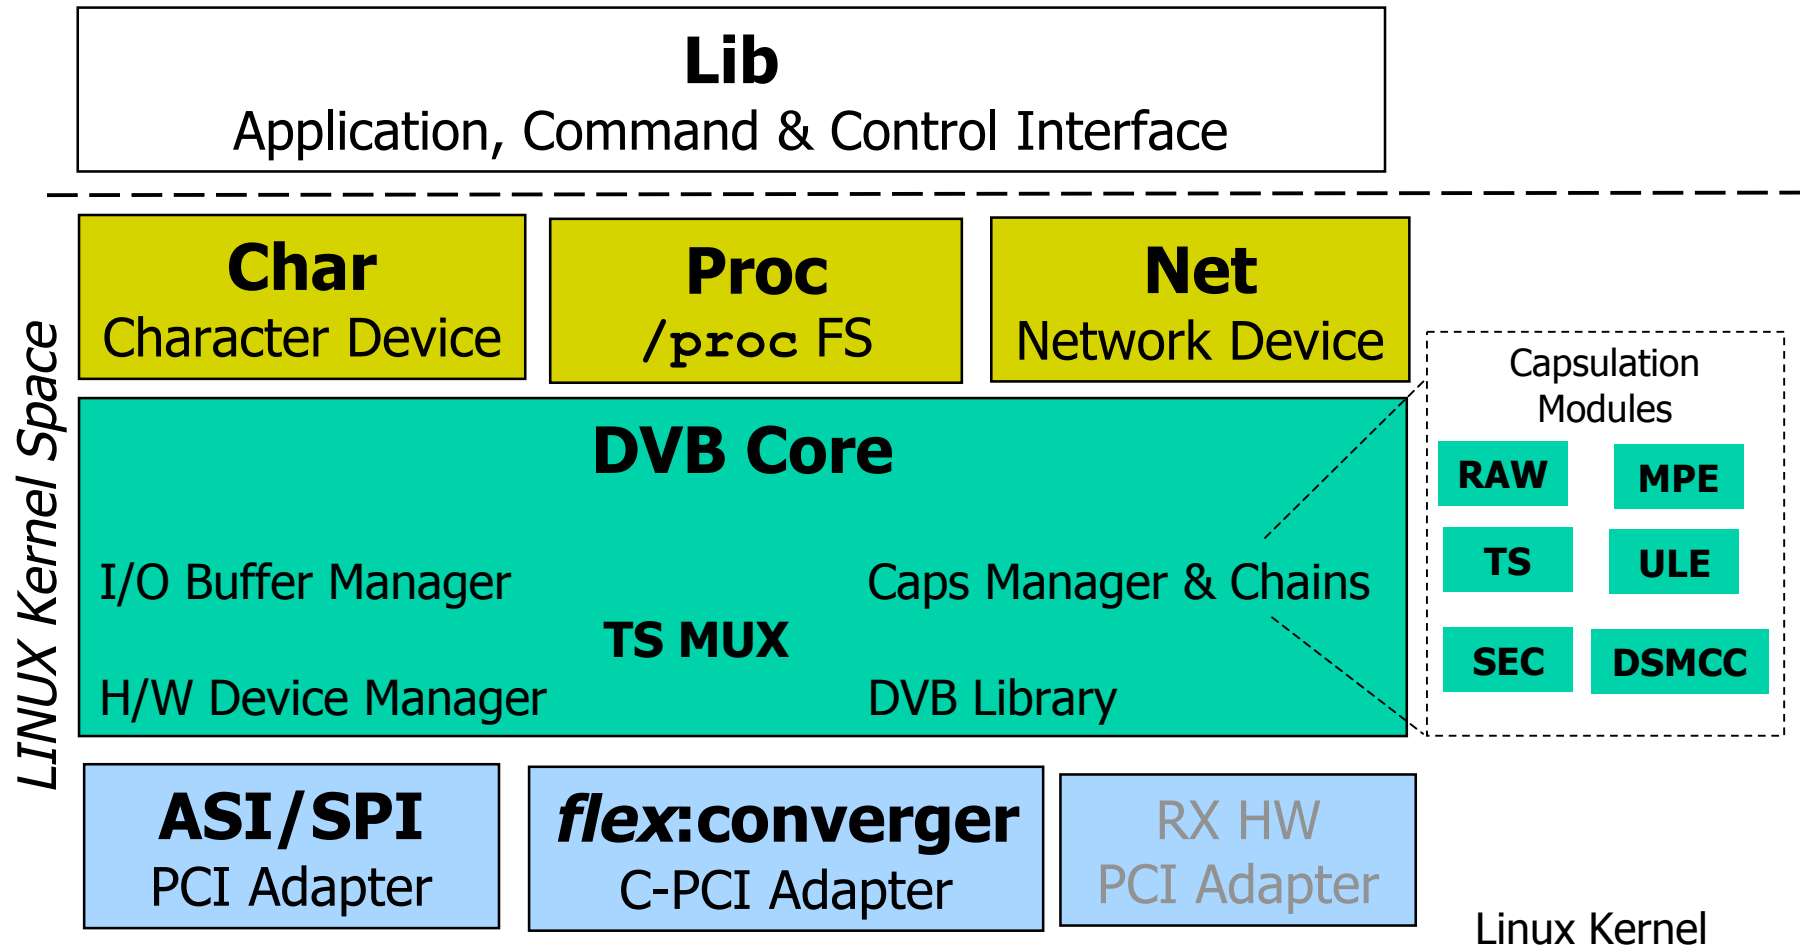 Lib
Application, Command & Control Interface
LINUX Kernel Space
Char
Character Device
Proc
/proc FS
Net
Network Device
DVB Core
I/O Buffer Manager
Caps Manager & Chains
TS MUX
H/W Device Manager
DVB Library
Capsulation
Modules
RAW
MPE
TS
ULE
SEC
DSMCC
ASI/SPI
PCI Adapter
flex:converger
C-PCI Adapter
RX HW
PCI Adapter
Linux Kernel